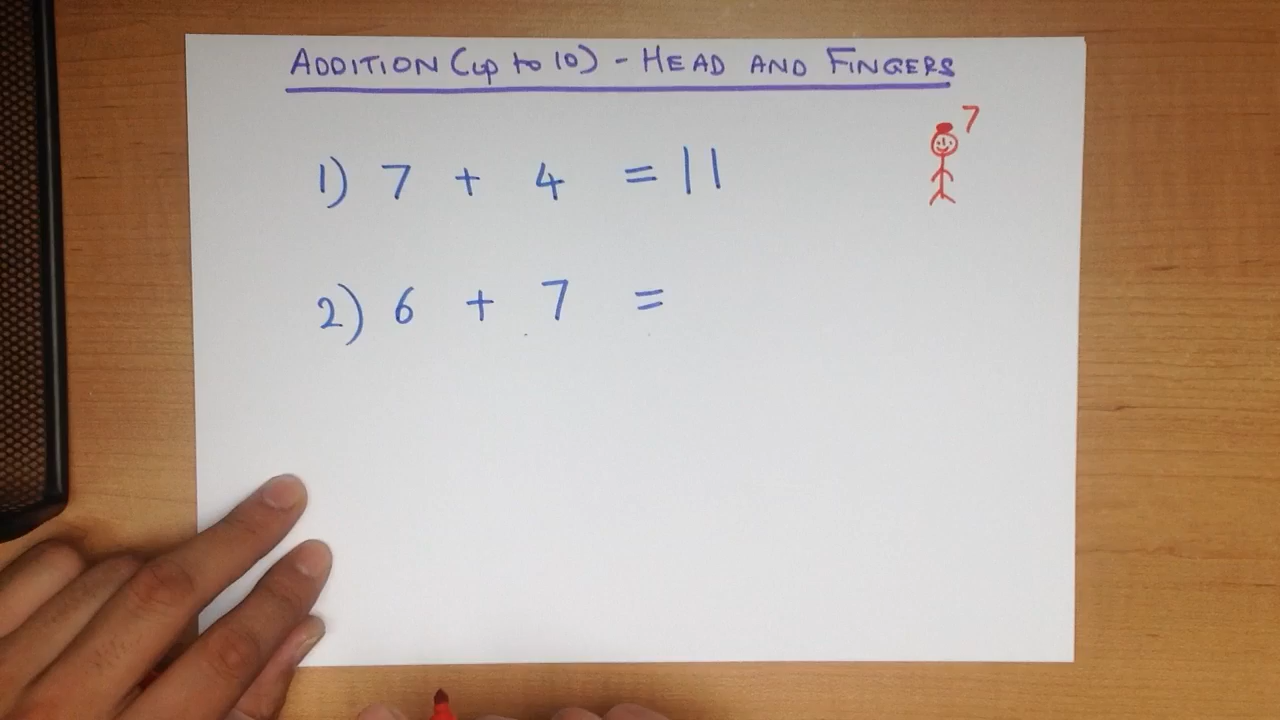 ADDITION (up to 10) - HEAD AND FINGERS
7
1) 7 + 4 = 11
2) 6 + 7 =